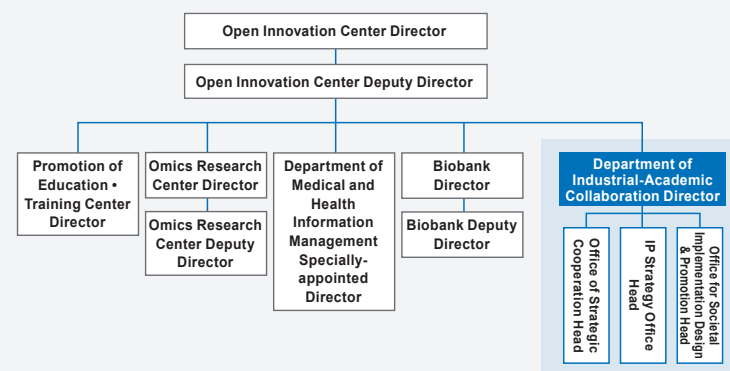 Open Innovation Center Director
Open Innovation Center Deputy Director
Promotion of
Education •
Training Center
Director
Omics Research
Center Director
Omics Research
Center Deputy
Director
Department of
Medical and
Health
Information
Management
Specially-
appointed
Director
Biobank
Director
Biobank Deputy
Director
Department of
Industrial-Academic
Collaboration Director
Office of Strategic
Cooperation Head
IP Strategy Office
Head
Office for Societal
Implementation Design
& Promotion Head